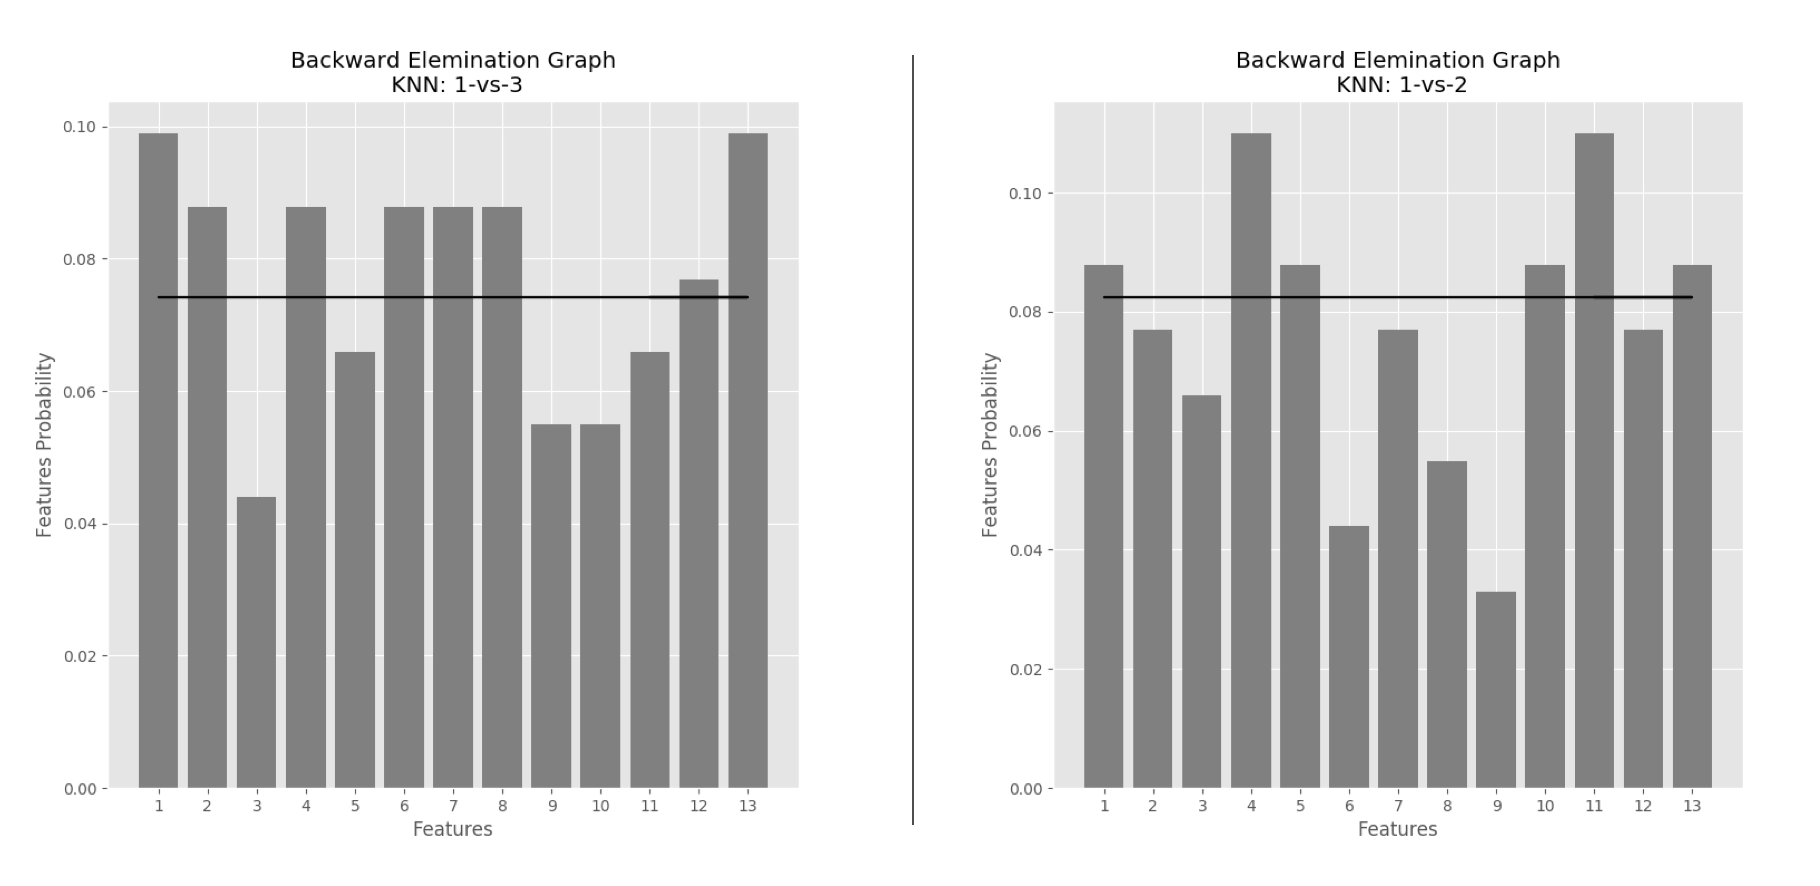 Backward Elemination Graph
KNN: 1-vs-3
0.10
0.08
0.06
0.04
0.02
0.00
Features Probability
1 2 3 4 5 6 7 8 9 10 11 12 13
Features
Backward Elemination Graph
KNN: 1-vs-2
0.10
0.08
0.06
0.04
0.02
0.00
Features Probability
1 2 3 4 5 6 7 8 9 10 11 12 13
Features